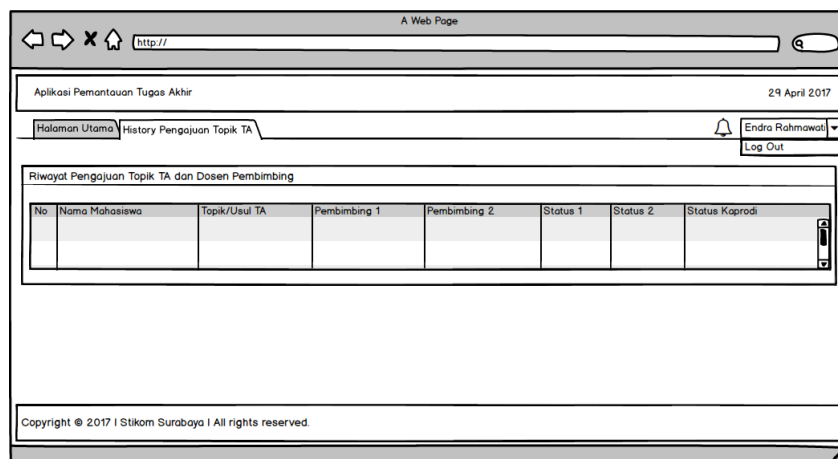 A Web Page
http://
Aplikasi Pemantauan Tugas Akhir 29 April 2017
Halaman Utama History Pengajuan Topik TA Endra Rahmawati
Log Out
Riwayat Pengajuan Topik TA dan Dosen Pembimbing
No Nama Mahasiswa Topik/Usul TA Pembimbing 1 Pembimbing 2 Status 1 Status 2 Status Kaprodi
Copyright © 2017 | Stikom Surabaya | All rights reserved.